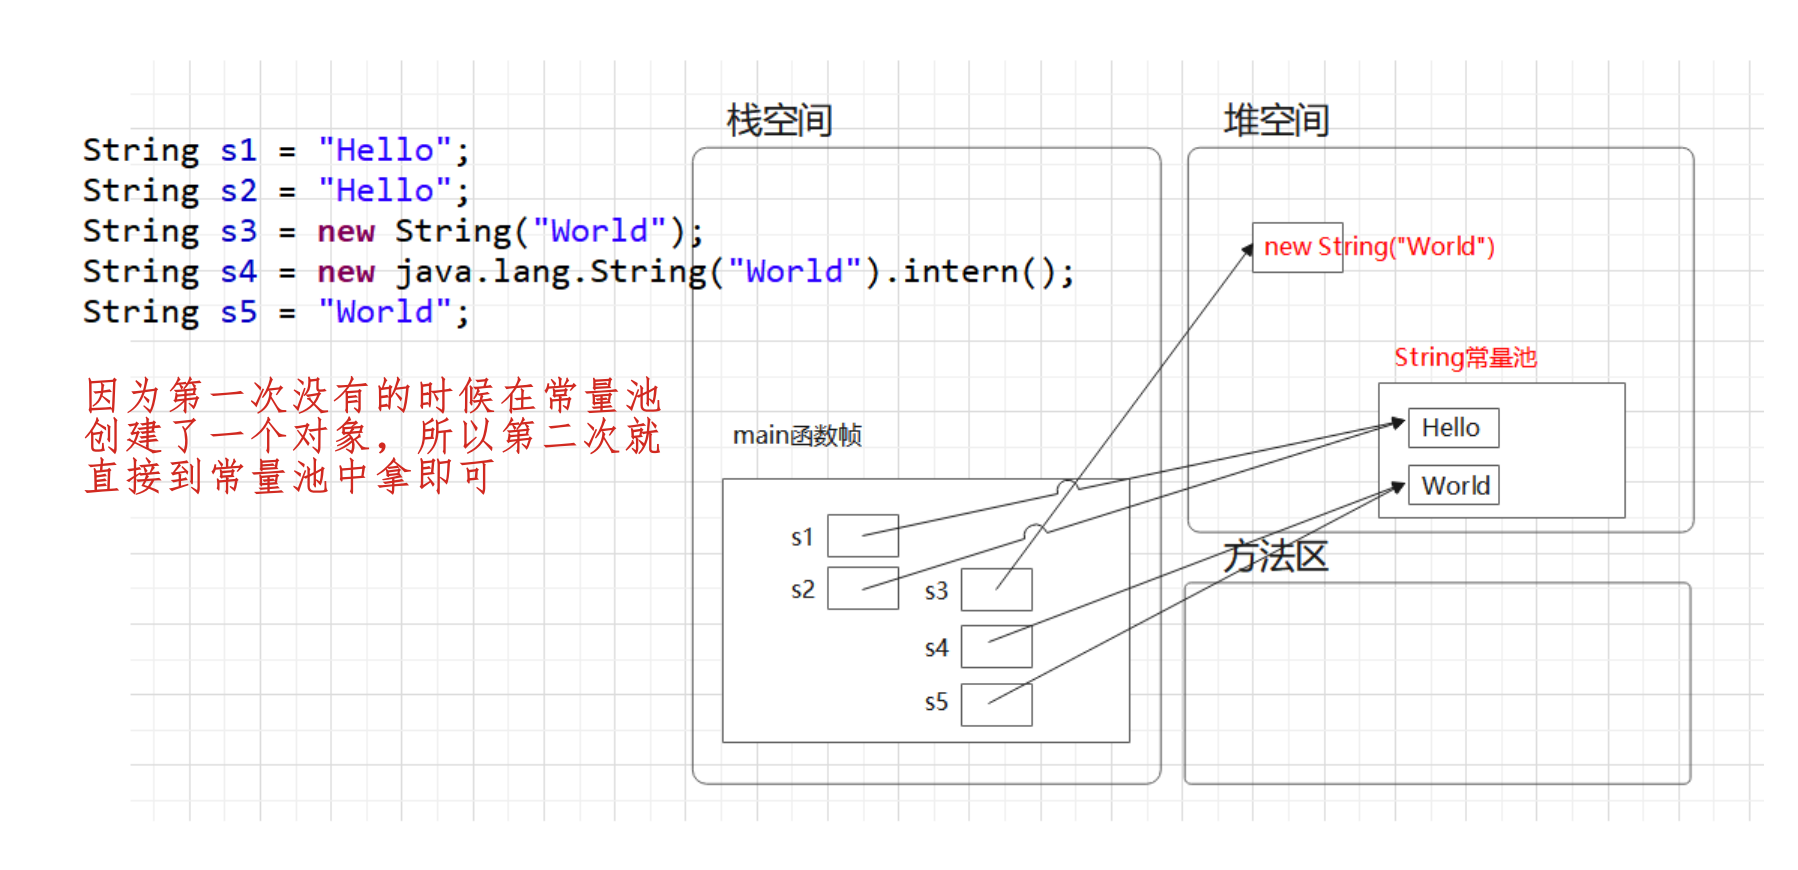 String s1 = "Hello";
String s2 = "Hello";
String s3 = new String("World");
String s4 = new java.lang.String("World").intern();
String s5 = "World";
因为第一次没有的时候在常量池
创建了一个对象，所以第二次就
直接到常量池中拿即可
栈空间
main函数帧
s1
s2
s3
s4
s5
堆空间
new String("World")
String常量池
Hello
World
方法区